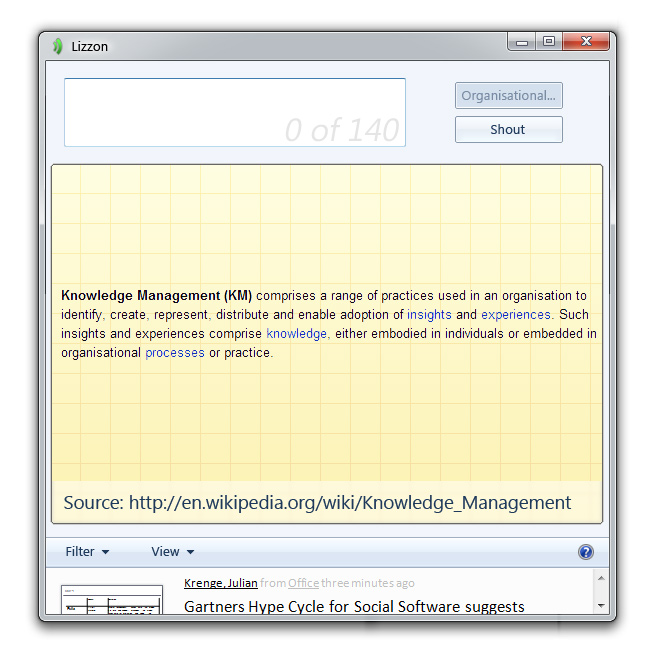 Lizzon
0 of 140
Organisational...
Shout
Knowledge Management (KM) comprises a range of practices used in an organisation to
identify, create, represent, distribute and enable adoption of insights and experiences. Such
insights and experiences comprise knowledge, either embodied in individuals or embedded in
organisational processes or practice.
Source: http://en.wikipedia.org/wiki/Knowledge_Management
Filter View ?
Krenge, Julian from Office three minutes ago
Gartners Hype Cycle for Social Software suggests